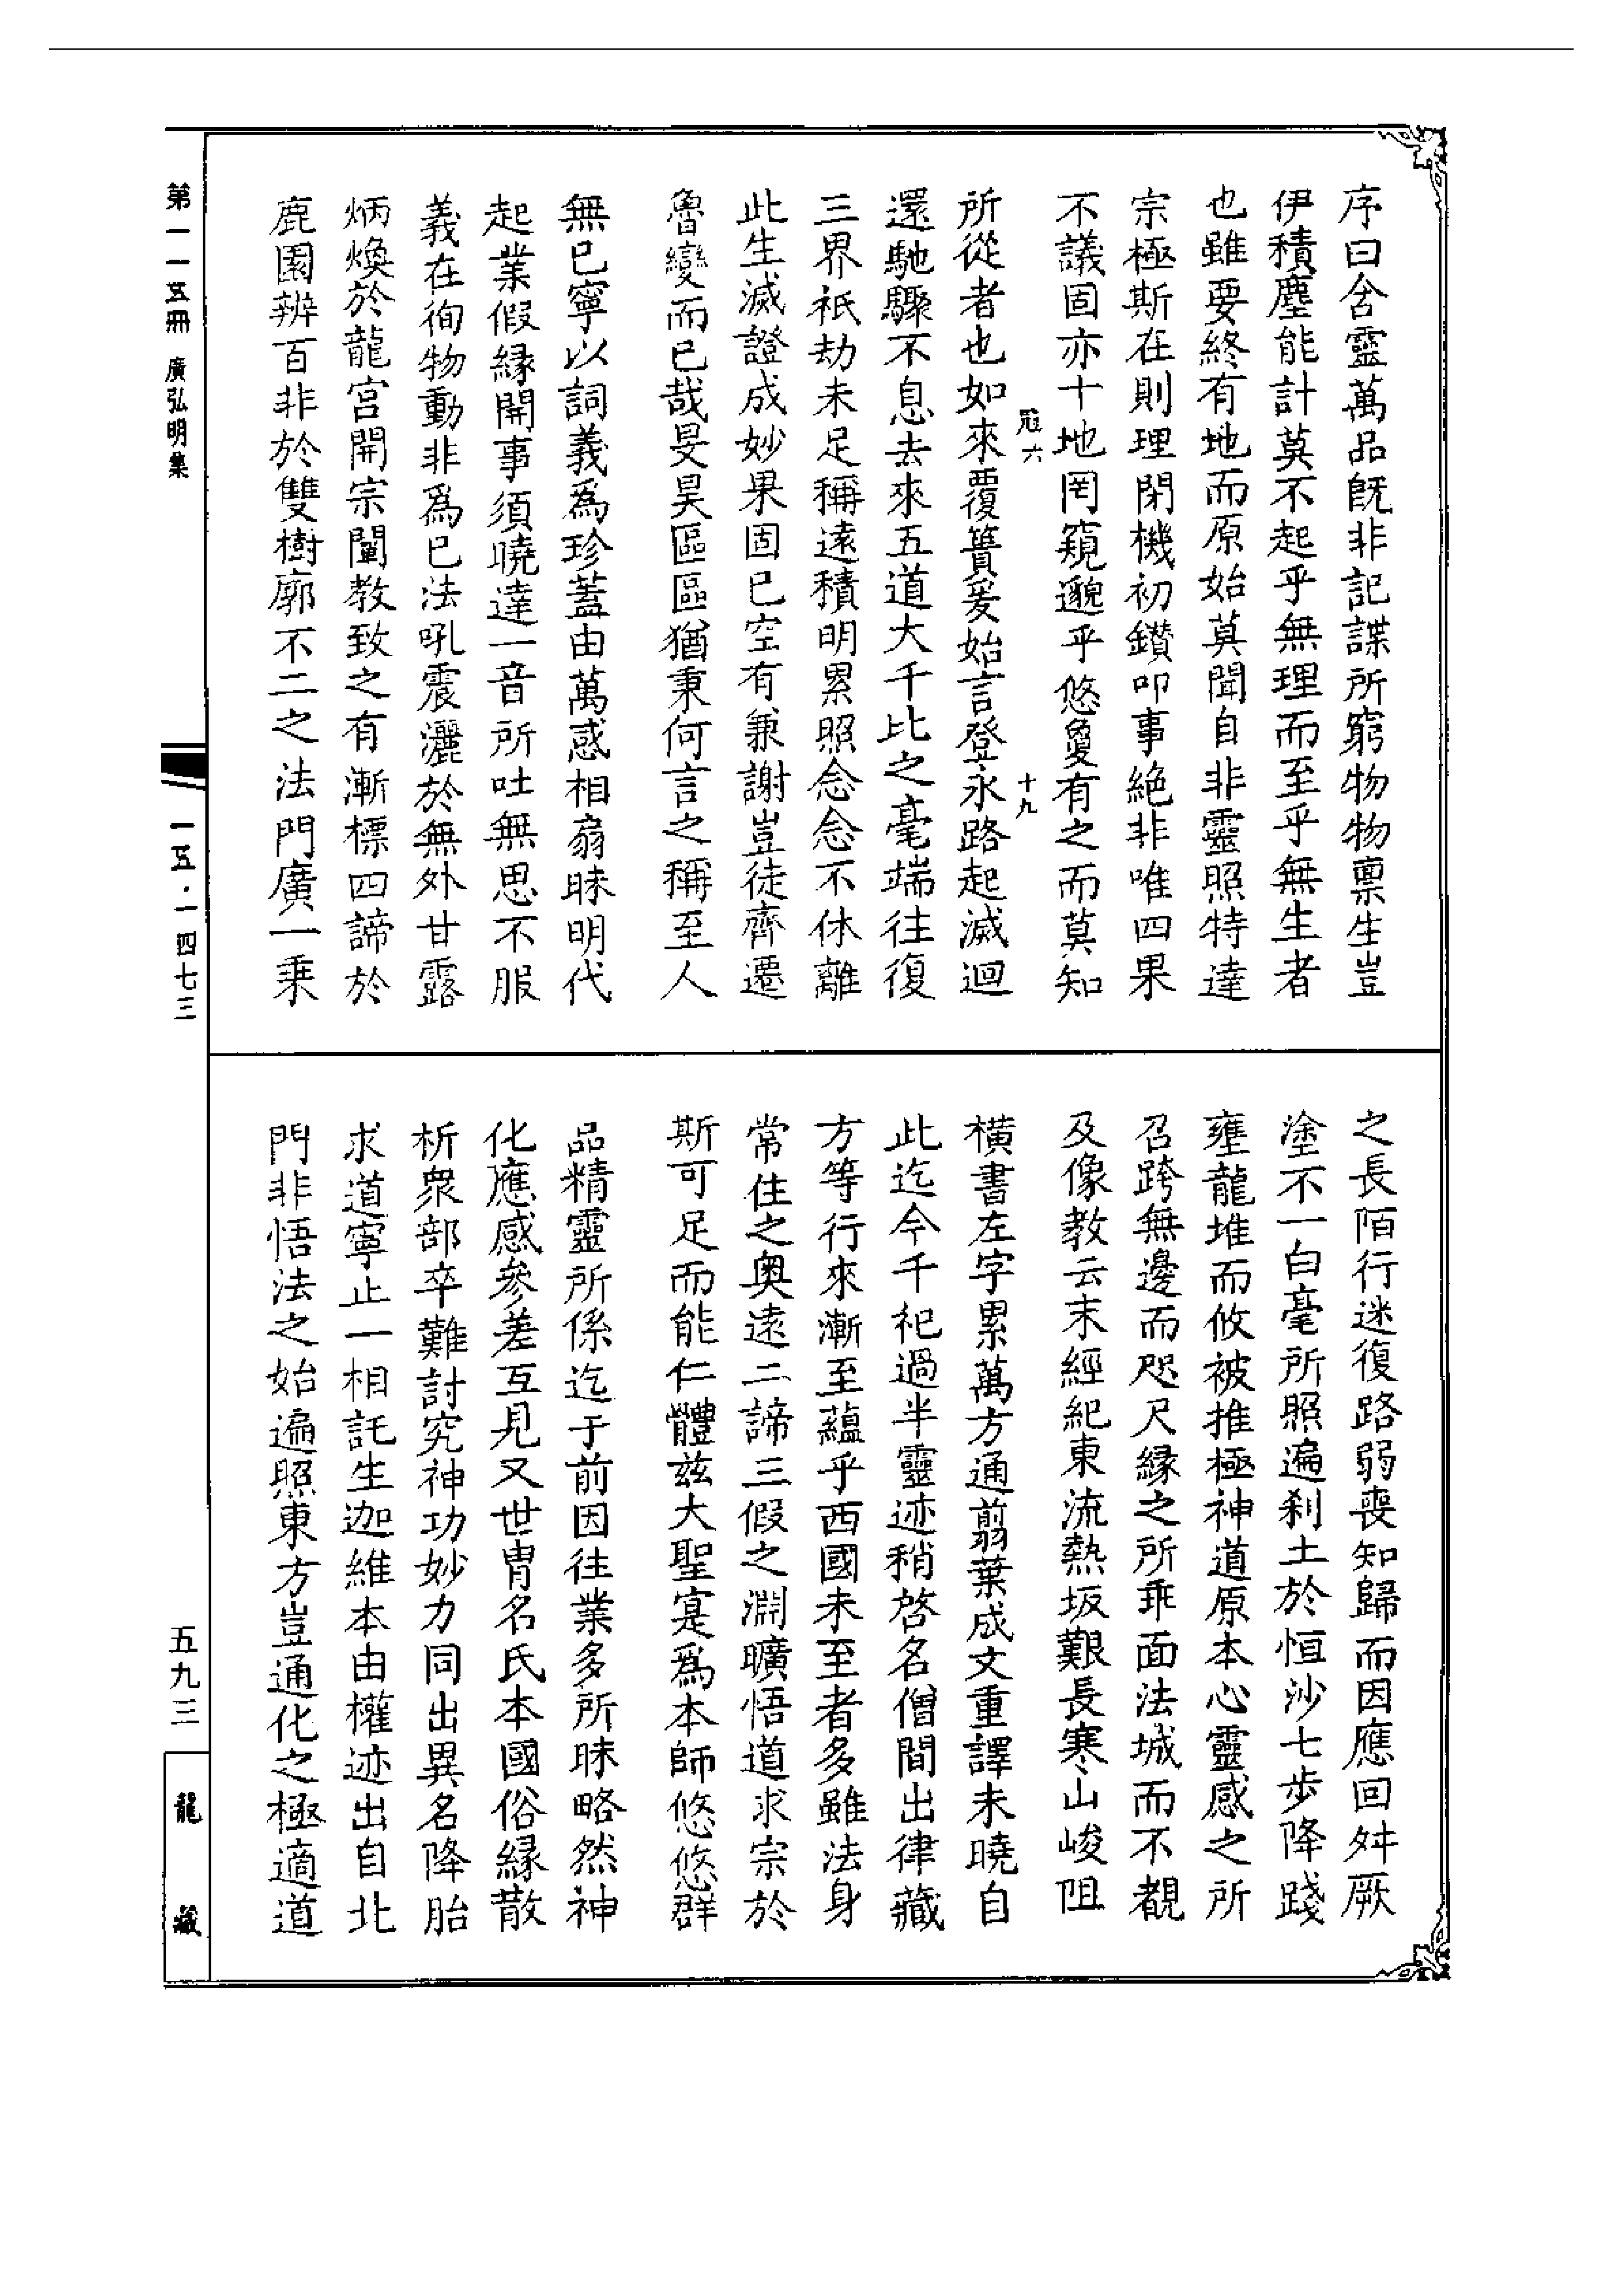 序曰含靈萬品旣非記諜所窮物物禀生豈
伊積塵能計莫不起乎無理而至乎無生者
也雖要終有地而原始莫聞自非靈照特達
宗極斯在則理閉機初鑽叩事絶非唯四果
不議固亦十地罔窺邈乎悠夐有之而莫知
冠六
十九
所從者也如來覆簣爰始言登永路起滅迴
還馳驟不息去來五道大千比之毫端往復
三界祇劫未足稱遠積明累照念念不休離
此生滅證成妙果固已空有兼謝豈徒齊遷
魯變而已哉旻昊區區猶秉何言之稱至人
無已寧以詞義為珍蓋由萬惑相扇昧明代
起業假緣開事須曉達一音所吐無思不服
義在徇物動非爲已法吼震灑於無外甘露
炳煥於龍宮開宗闡教致之有漸標四諦於
鹿園辨百非於雙樹廓不二之法門廣一乘
之長陌行迷復路弱喪知歸而因應回舛厥
塗不一白毫所照遍刹土於恒沙七步降踐
壅龍堆而攸被推極神道原本心靈感之所
召跨無邊而咫尺緣之所乖面法城而不覩
及像教云末經紀東流熱坂艱長寒山峻阻
橫書左字累萬方通翦葉成文重譯未曉自
此迄今千祀過半靈迹稍啓名僧間出律藏
方等行來漸至蘊乎西國未至者多雖法身
常住之奧遠二諦三假之淵曠悟道求宗於
斯可足而能仁體兹大聖寔爲本師悠悠群
品精靈所係迄于前因往業多所昧略然神
化應感參差互見又世胄名氏本國俗緣散
析衆部卒難討究神功妙力同出異名降胎
求道寧止一相託生迦維本由權迹出自北
門非悟法之始遍照東方豈通化之極適道
第一一五冊 廣弘明集
一五·一四七三
五九三
龍藏